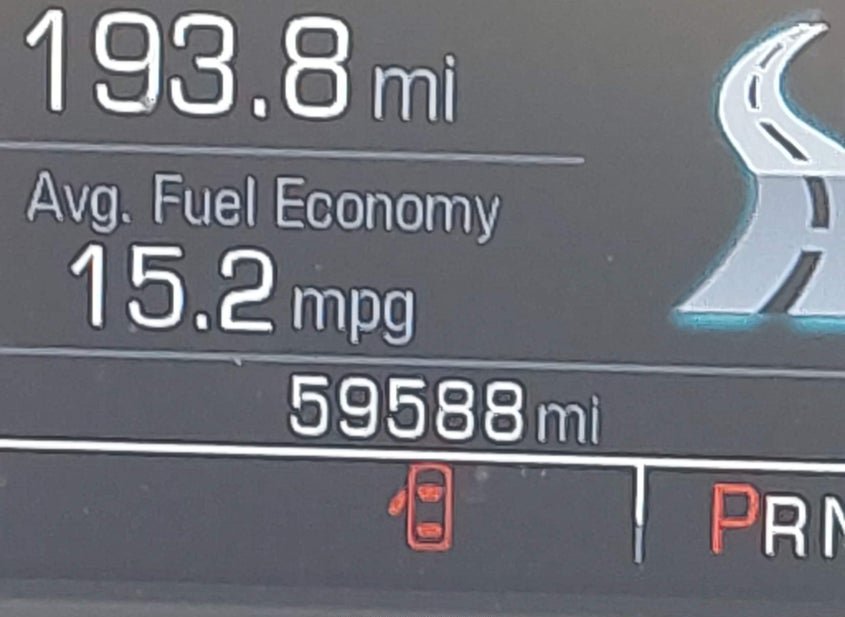 193.8 mi
Avg. Fuel Economy
15.2 mpg
59588 mi
PRN